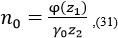 n₀ = φ(z₁) / γ₀z₂ ,(31)